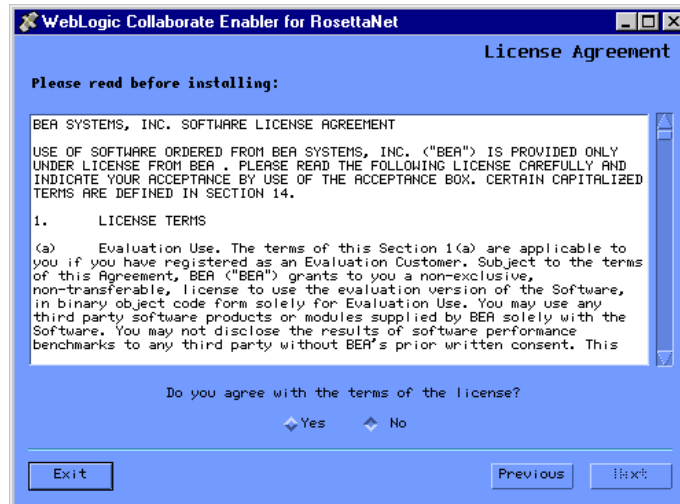 WebLogic Collaborate Enabler for RosettaNet
License Agreement
Please read before installing:
BEA SYSTEMS, INC. SOFTWARE LICENSE AGREEMENT
USE OF SOFTWARE ORDERED FROM BEA SYSTEMS, INC. ("BEA") IS PROVIDED ONLY
UNDER LICENSE FROM BEA . PLEASE READ THE FOLLOWING LICENSE CAREFULLY AND
INDICATE YOUR ACCEPTANCE BY USE OF THE ACCEPTANCE BOX. CERTAIN CAPITALIZED
TERMS ARE DEFINED IN SECTION 14.
1. LICENSE TERMS
(a) Evaluation Use. The terms of this Section 1(a) are applicable to
you if you have registered as an Evaluation Customer. Subject to the terms
of this Agreement, BEA ("BEA") grants to you a non-exclusive,
non-transferable, license to use the evaluation version of the Software,
in binary object code form solely for Evaluation Use. You may use any
third party software products or modules supplied by BEA solely with the
Software. You may not disclose the results of software performance
benchmarks to any third party without BEA's prior written consent. This
Do you agree with the terms of the license?
Yes No
Exit Previous Next